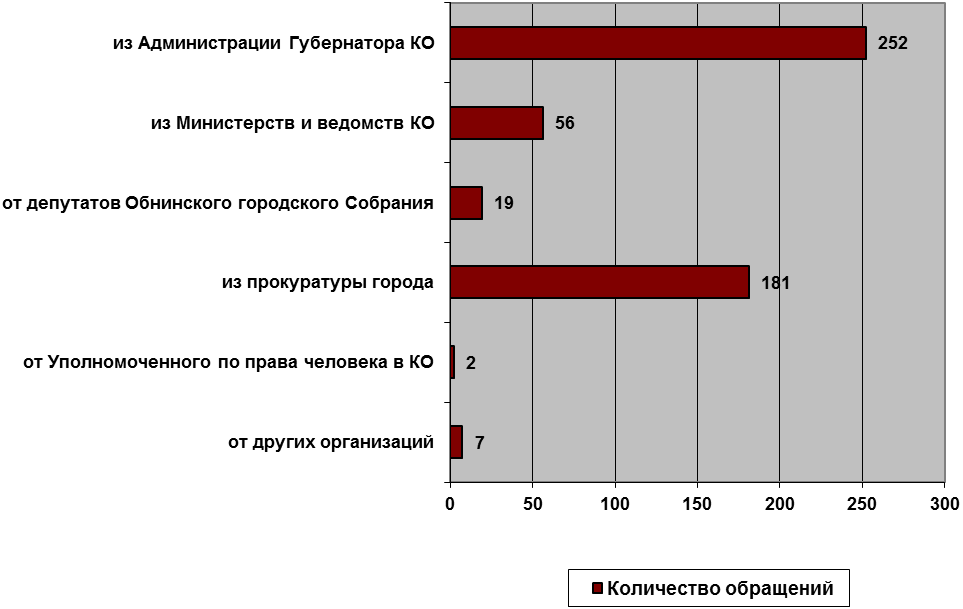 из Администрации Губернатора КО
252
из Министерств и ведомств КО
56
от депутатов Обнинского городского Собрания
19
из прокуратуры города
181
от Уполномоченного по права человека в КО
2
от других организаций
7
0 50 100 150 200 250 300
Количество обращений